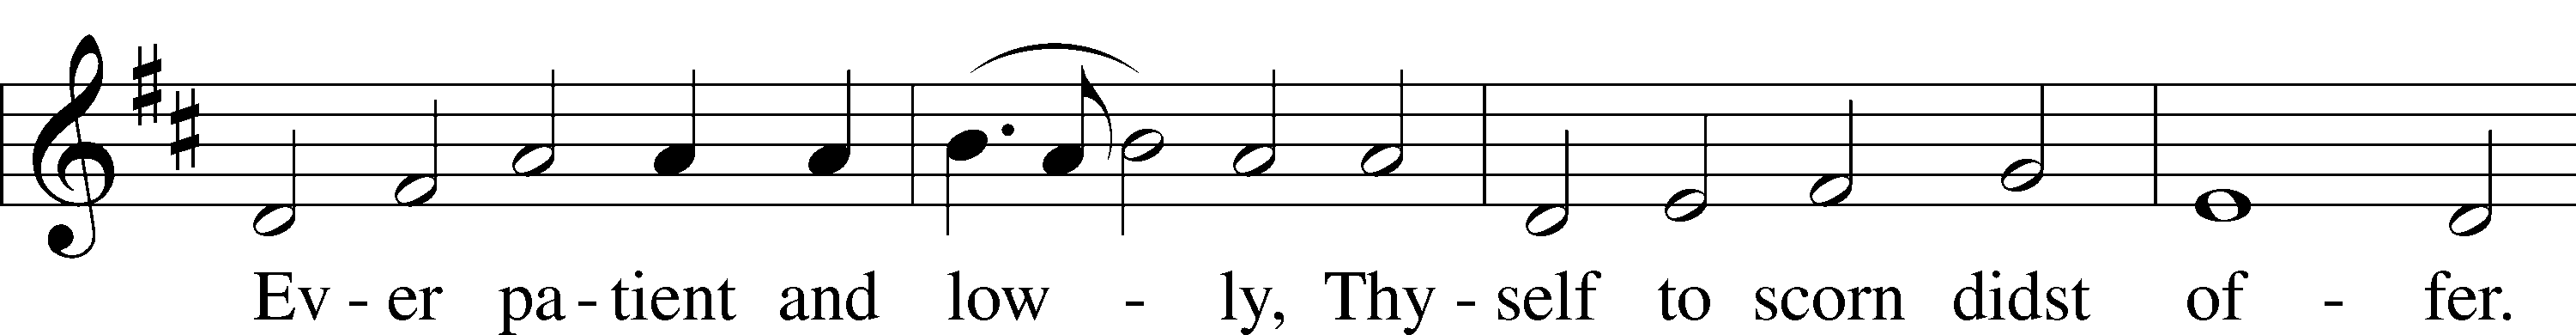 Ev - er pa - tient and low - ly, Thy - self to scorn didst of - fer.